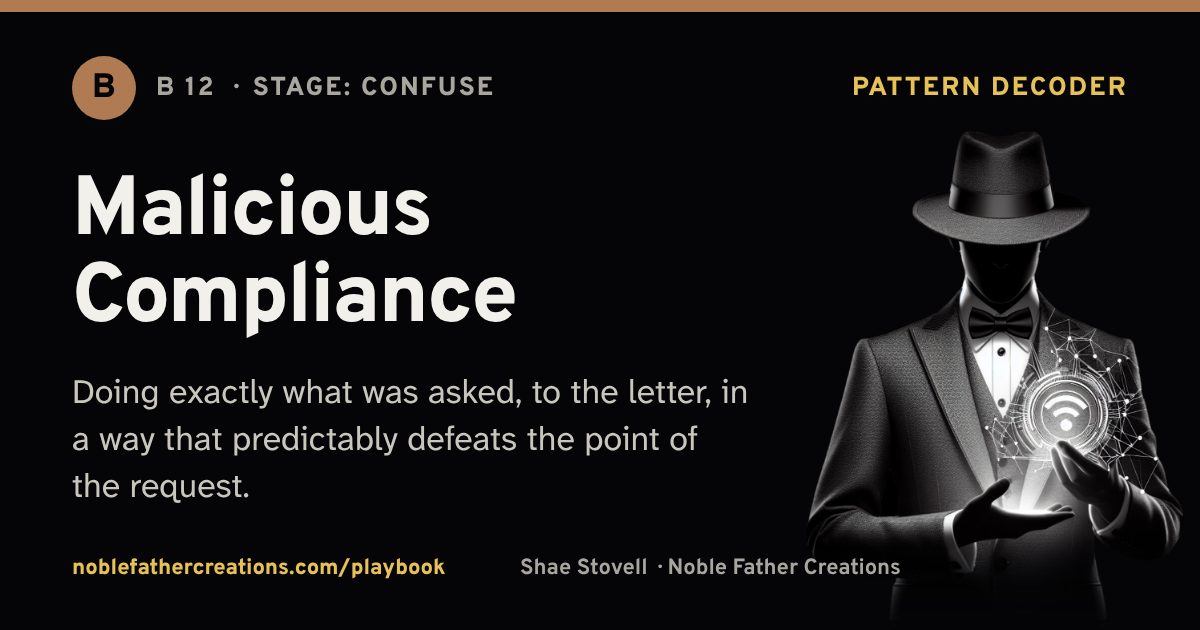 B
B 12 · STAGE: CONFUSE
PATTERN DECODER
Malicious
Compliance
Doing exactly what was asked, to the letter, in
a way that predictably defeats the point of
the request.
noblefathercreations.com/playbook
Shae Stovell · Noble Father Creations